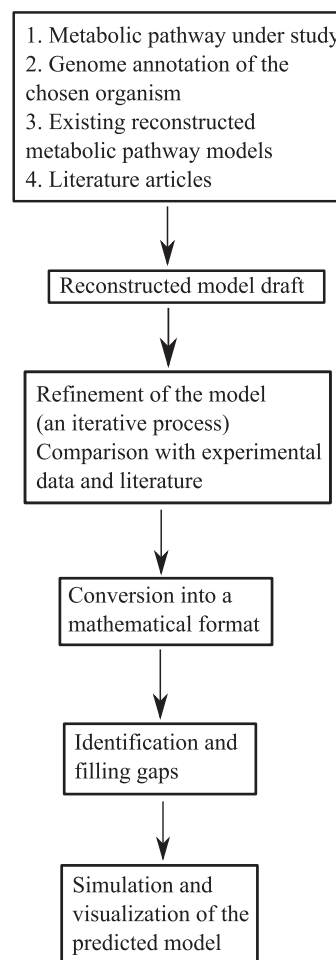 1. Metabolic pathway under study
2. Genome annotation of the
chosen organism
3. Existing reconstructed
metabolic pathway models
4. Literature articles
Reconstructed model draft
Refinement of the model
(an iterative process)
Comparison with experimental
data and literature
Conversion into a
mathematical format
Identification and
filling gaps
Simulation and
visualization of the
predicted model